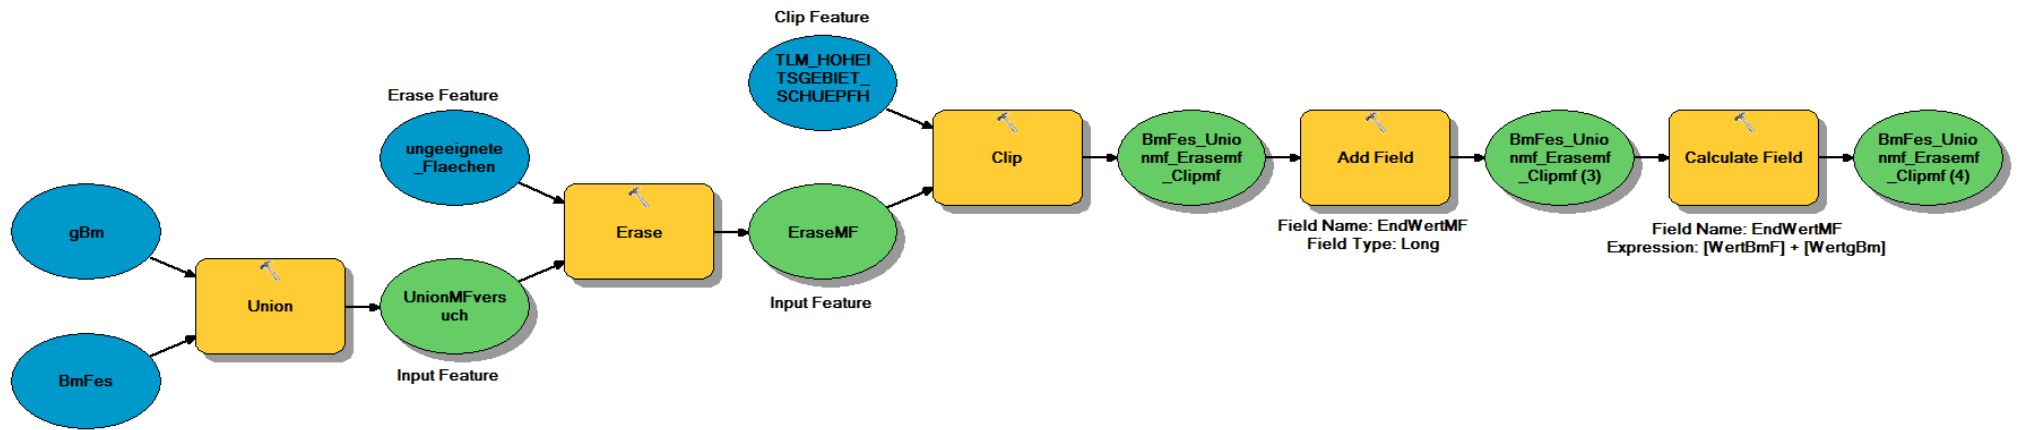 Clip Feature
TLM_HOHEI
TSGEBIET_
SCHUEPFH
Erase Feature
ungeeignete
_Flaechen
gBm
BmFes
Union
UnionMFvers
uch
Input Feature
Erase
EraseMF
Input Feature
Clip
BmFes_Unio
nmf_Erasemf
_Clipmf
Add Field
Field Name: EndWertMF
Field Type: Long
BmFes_Unio
nmf_Erasemf
_Clipmf (3)
Calculate Field
Field Name: EndWertMF
Expression: [WertBmF] + [WertgBm]
BmFes_Unio
nmf_Erasemf
_Clipmf (4)